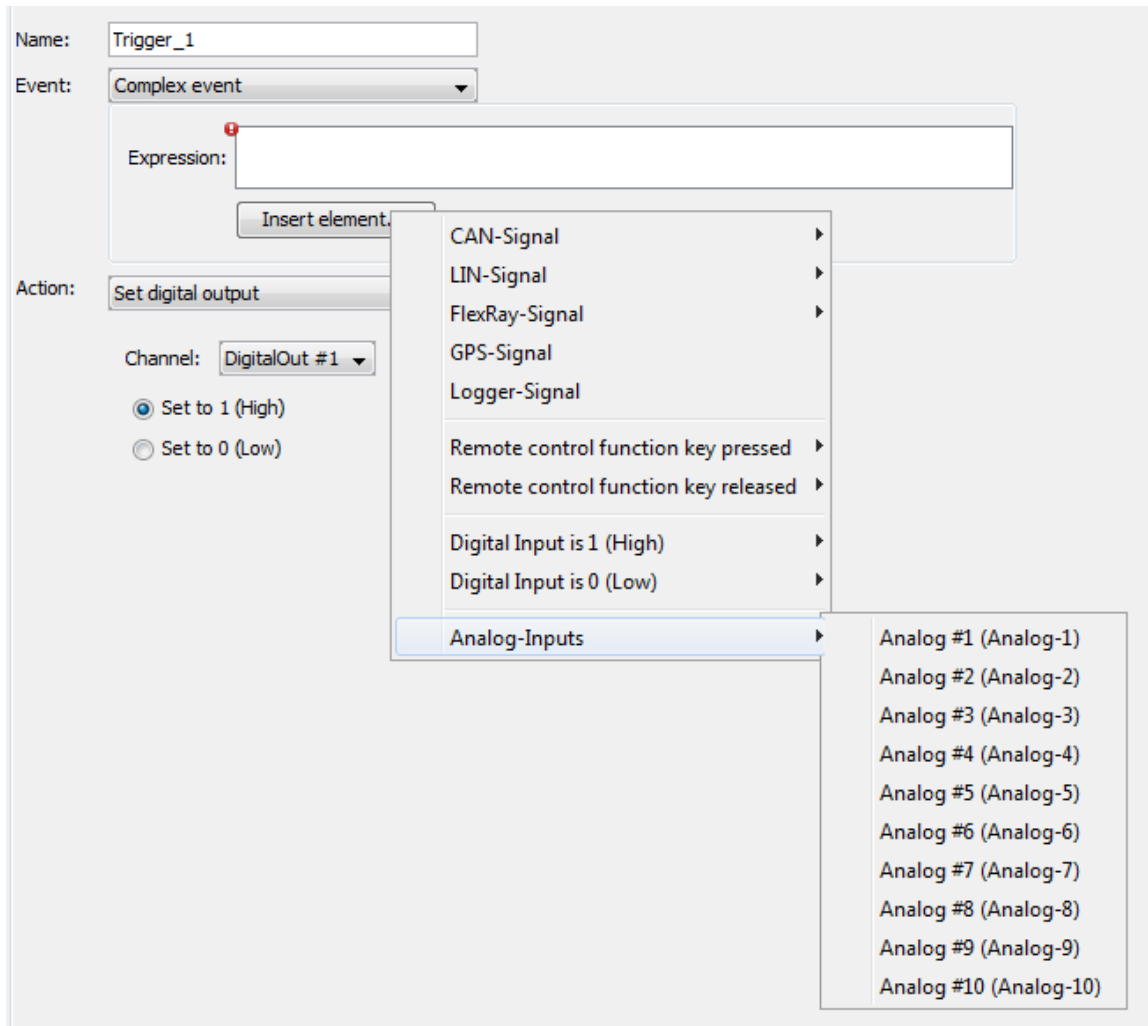 Name: Trigger_1
Event: Complex event
Expression:
Insert element.
CAN-Signal
LIN-Signal
FlexRay-Signal
GPS-Signal
Logger-Signal
Action: Set digital output
Channel: DigitalOut #1
Set to 1 (High)
Set to 0 (Low)
Remote control function key pressed
Remote control function key released
Digital Input is 1 (High)
Digital Input is 0 (Low)
Analog-Inputs
Analog #1 (Analog-1)
Analog #2 (Analog-2)
Analog #3 (Analog-3)
Analog #4 (Analog-4)
Analog #5 (Analog-5)
Analog #6 (Analog-6)
Analog #7 (Analog-7)
Analog #8 (Analog-8)
Analog #9 (Analog-9)
Analog #10 (Analog-10)